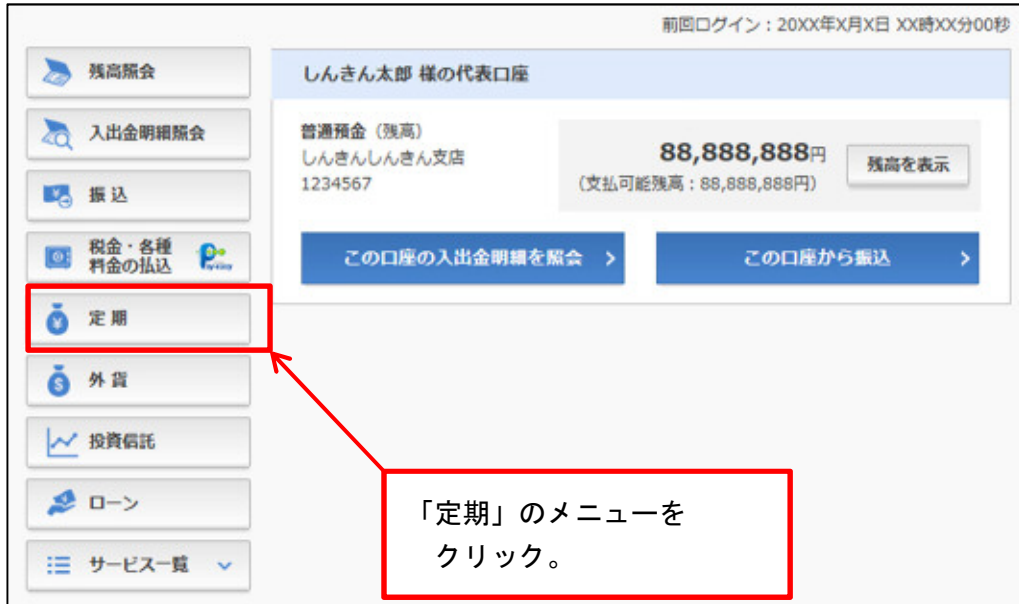 前回ログイン：20XX年X月X日 XX時XX分00秒
残高照会
入出金明細照会
振込
税金・各種
料金の払込
Pay-easy
定期
外貨
投資信託
ローン
サービス一覧
しんきん太郎 様の代表口座
普通預金（残高）
しんきんしんきん支店
1234567
88,888,888円
（支払可能残高：88,888,888円）
残高を表示
この口座の入出金明細を照会
この口座から振込
「定期」のメニューを
クリック。